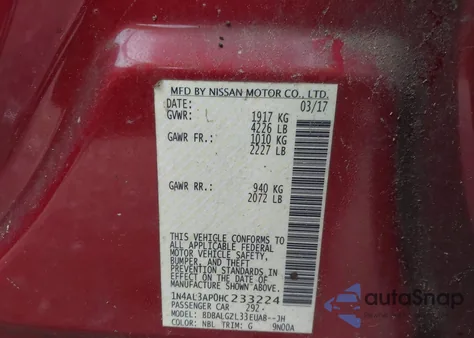 MFD BY NISSAN MOTOR CO., LTD.
DATE: 03/17
GVWR: 1917 KG
4226 LB
GAWR FR.: 1010 KG
2227 LB
GAWR RR.: 940 KG
2072 LB
THIS VEHICLE CONFORMS TO
ALL APPLICABLE FEDERAL
MOTOR VEHICLE SAFETY,
BUMPER, AND THEFT
PREVENTION STANDARDS IN
EFFECT ON THE DATE OF
MANUFACTURE SHOWN ABOVE.
1N4AL3AP0HC233224
PASSENGER CAR 292
MODEL: BDBALGZL33EUA8--JH
COLOR: NBL TRIM: G 9N00A
autoSnap